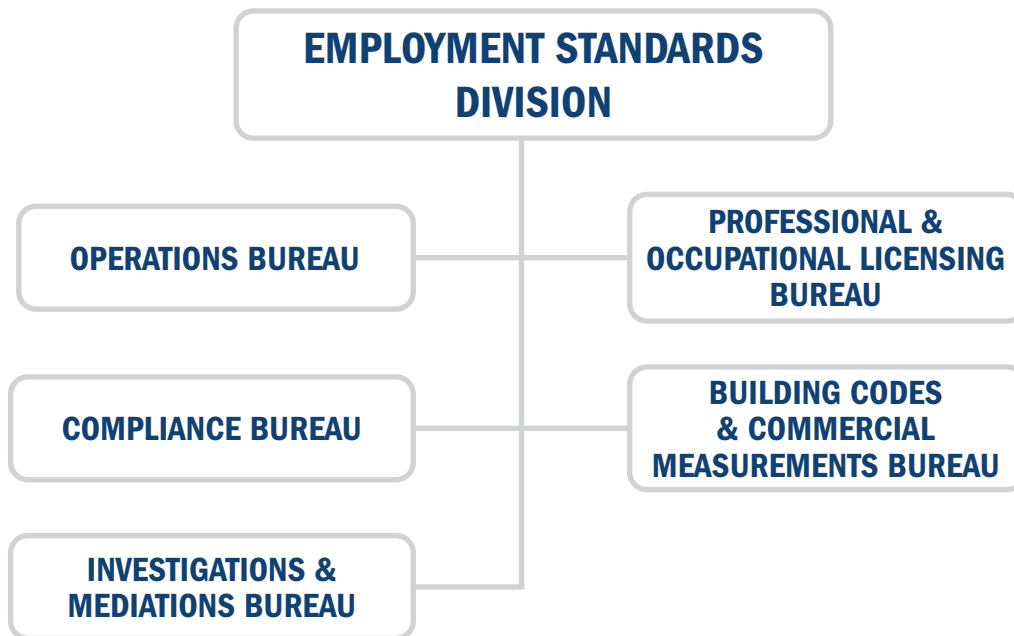 EMPLOYMENT STANDARDS
DIVISION
OPERATIONS BUREAU
PROFESSIONAL &
OCCUPATIONAL LICENSING
BUREAU
COMPLIANCE BUREAU
BUILDING CODES
& COMMERCIAL
MEASUREMENTS BUREAU
INVESTIGATIONS &
MEDIATIONS BUREAU